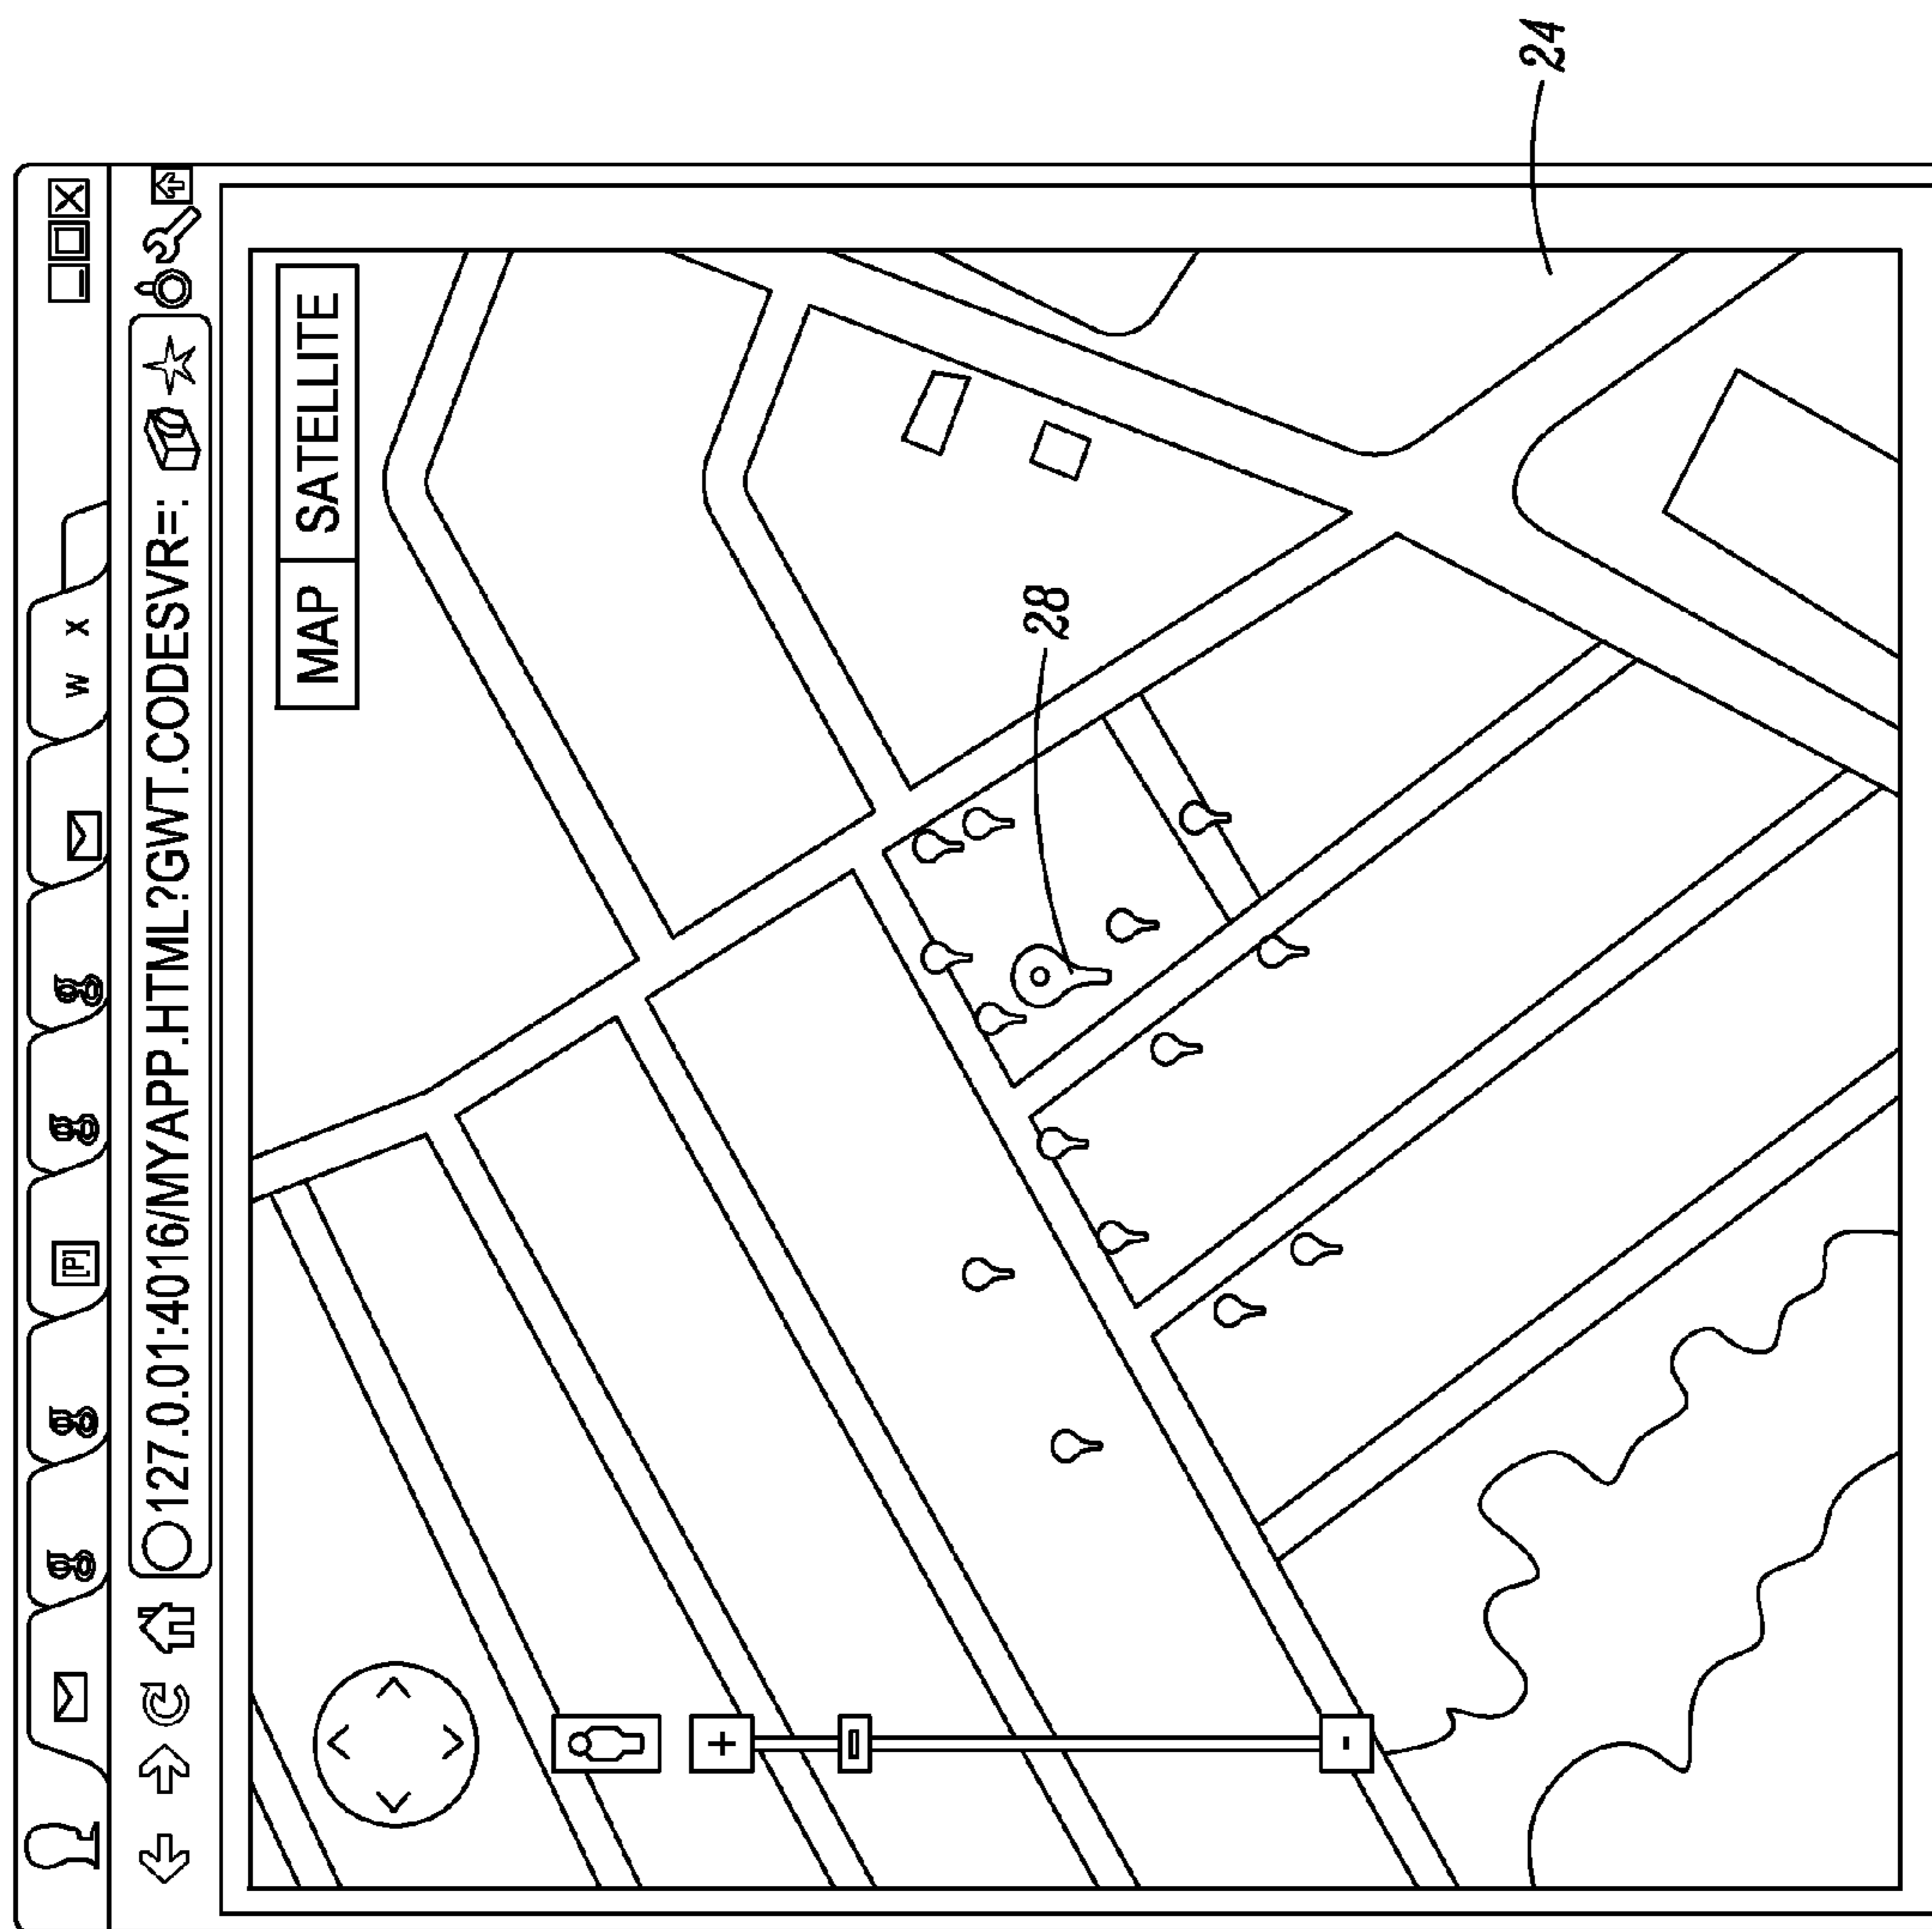 W X
[P]
127.0.01:4016/MYAPP.HTML?GWT.CODESVR=:
MAP SATELLITE
+
-
28
24